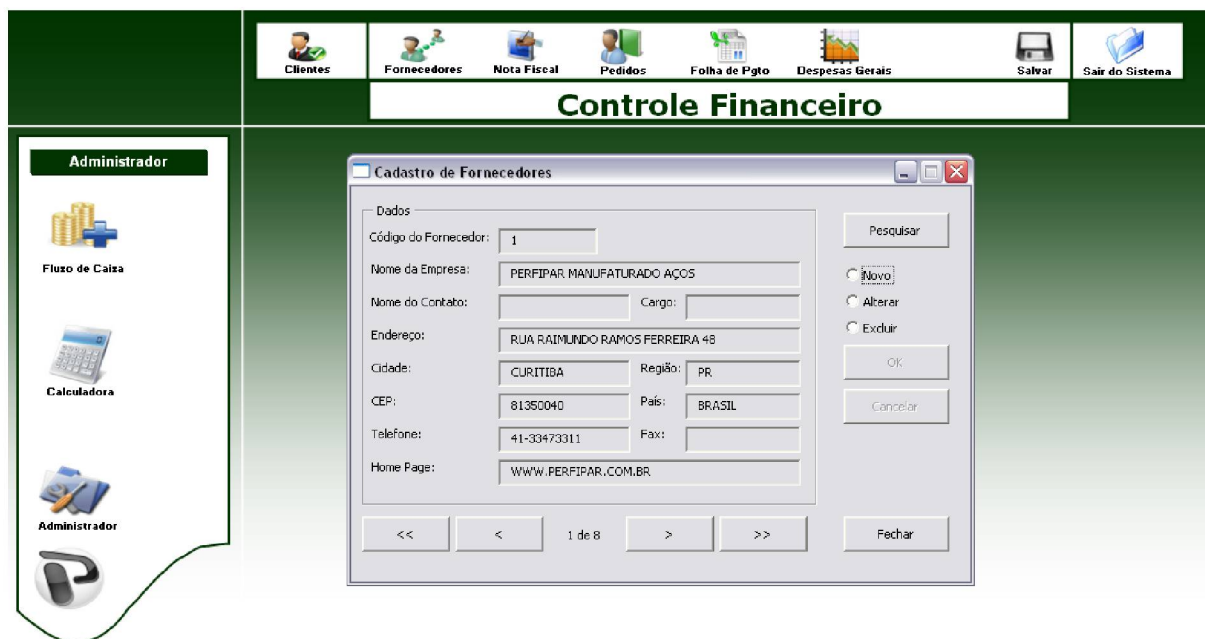 Clientes Fornecedores Nota Fiscal Pedidos Folha de Pgto Despesas Gerais Salvar Sair do Sistema
Controle Financeiro
Administrador
Fluxo de Caixa
Calculadora
Administrador
Cadastro de Fornecedores
Dados
Código do Fornecedor: 1
Nome da Empresa: PERFIPAR MANUFATURADO AÇOS
Nome do Contato: Cargo:
Endereço: RUA RAIMUNDO RAMOS FERREIRA 48
Cidade: CURITIBA Região: PR
CEP: 81350040 País: BRASIL
Telefone: 41-33473311 Fax:
Home Page: WWW.PERFIPAR.COM.BR
<< < 1 de 8 > >>
Pesquisar
Novo
Alterar
Excluir
OK
Cancelar
Fechar